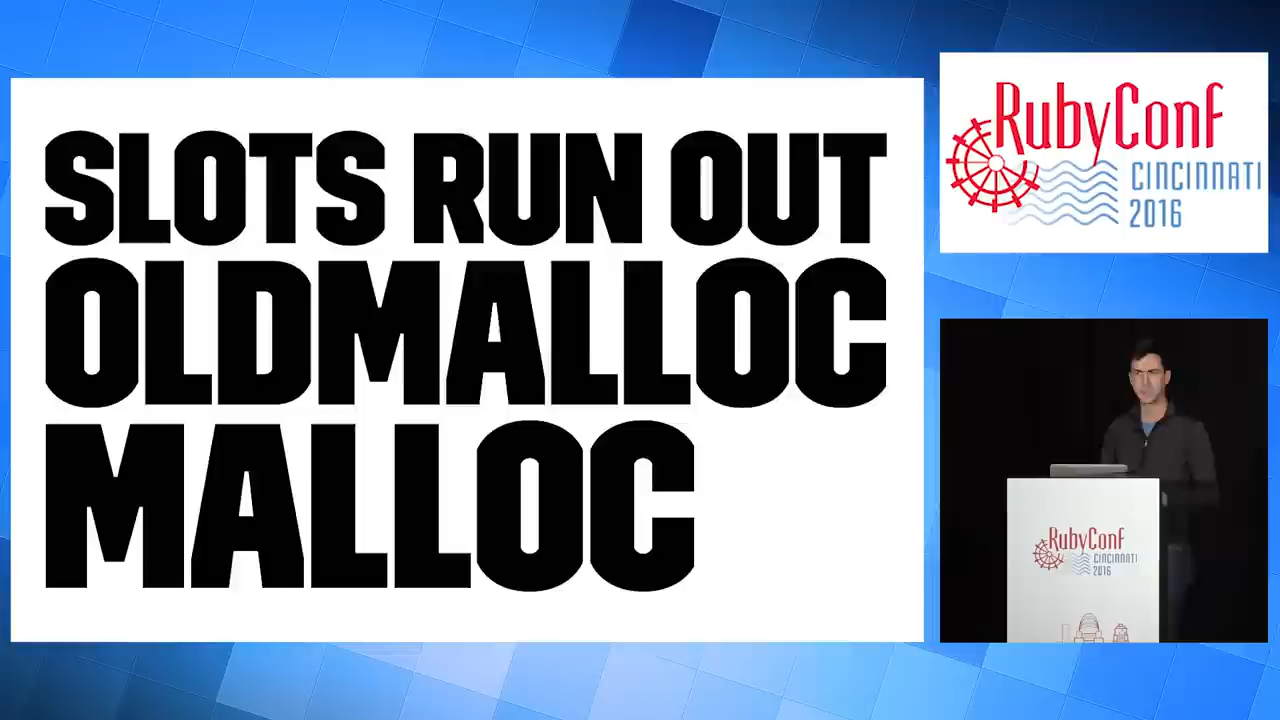 SLOTS RUN OUT
OLDMALLOC
MALLOC
RubyConf
CINCINNATI
2016
RubyConf
CINCINNATI
2016